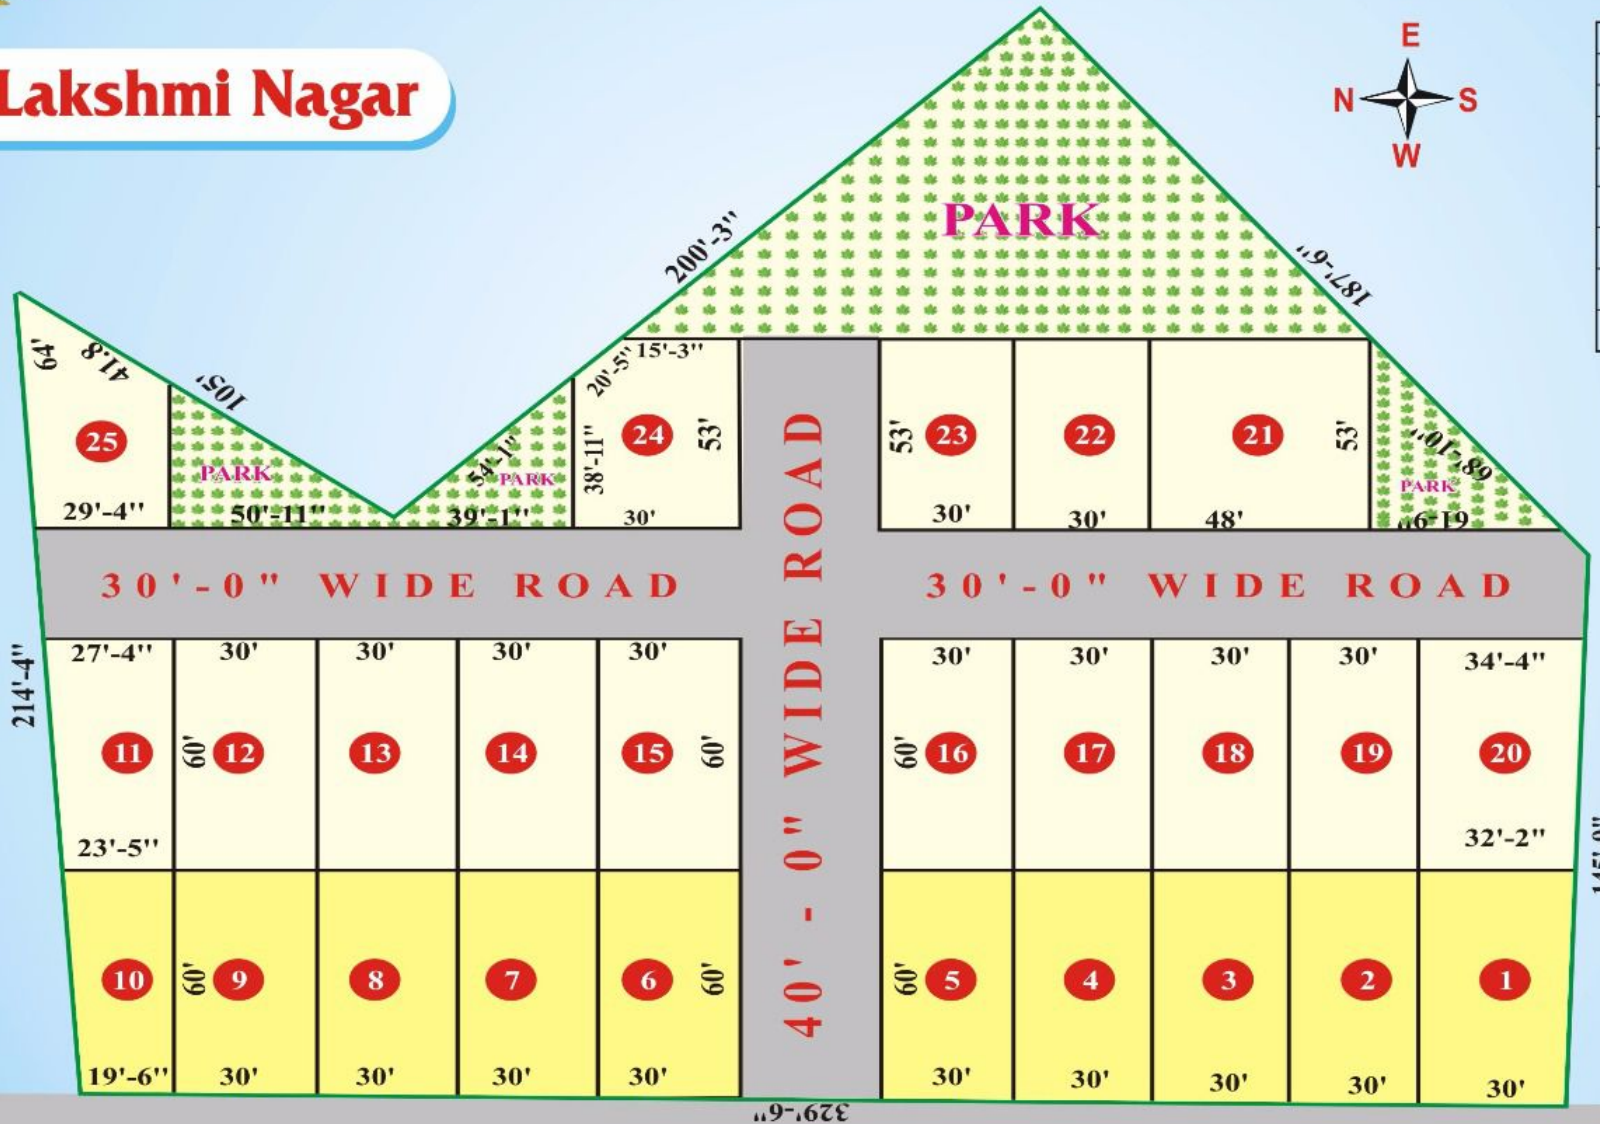 Lakshmi Nagar
E
N S
W
PARK
200'-3"
187'-6"
64'
41.8
105'
25
PARK
29'-4"
50'-11"
54'-1"
PARK
39'-1"
20'-5"
15'-3"
38'-11"
24
53'
30'
53'
23
30'
22
30'
21
48'
53'
68'-10"
PARK
61-9"
30'-0" WIDE ROAD
30'-0" WIDE ROAD
40'-0" WIDE ROAD
214'-4"
27'-4" 30' 30' 30' 30'
30' 30' 30' 30' 34'-4"
11 60' 12 13 14 15 60'
60' 16 17 18 19 20
23'-5"
32'-2"
10 60' 9 8 7 6 60'
60' 5 4 3 2 1
19'-6" 30' 30' 30' 30'
30' 30' 30' 30' 30'
329'-6"